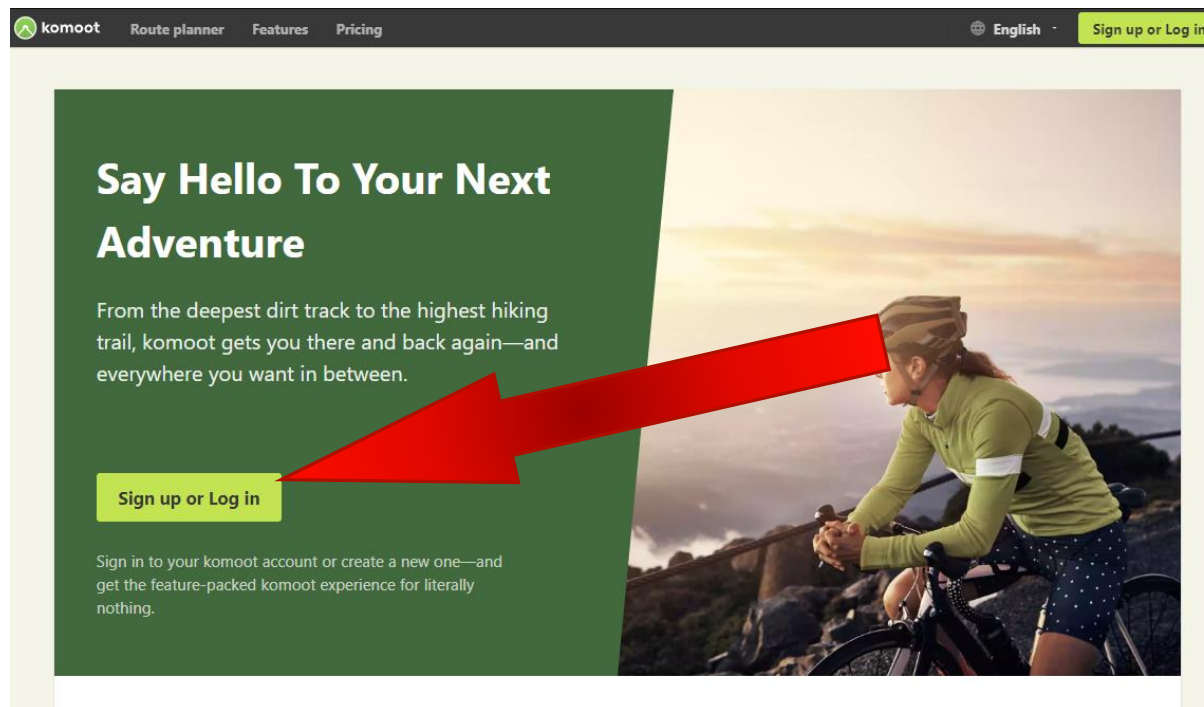 komoot Route planner Features Pricing English Sign up or Log in
Say Hello To Your Next
Adventure
From the deepest dirt track to the highest hiking
trail, komoot gets you there and back again—and
everywhere you want in between.
Sign up or Log in
Sign in to your komoot account or create a new one—and
get the feature-packed komoot experience for literally
nothing.